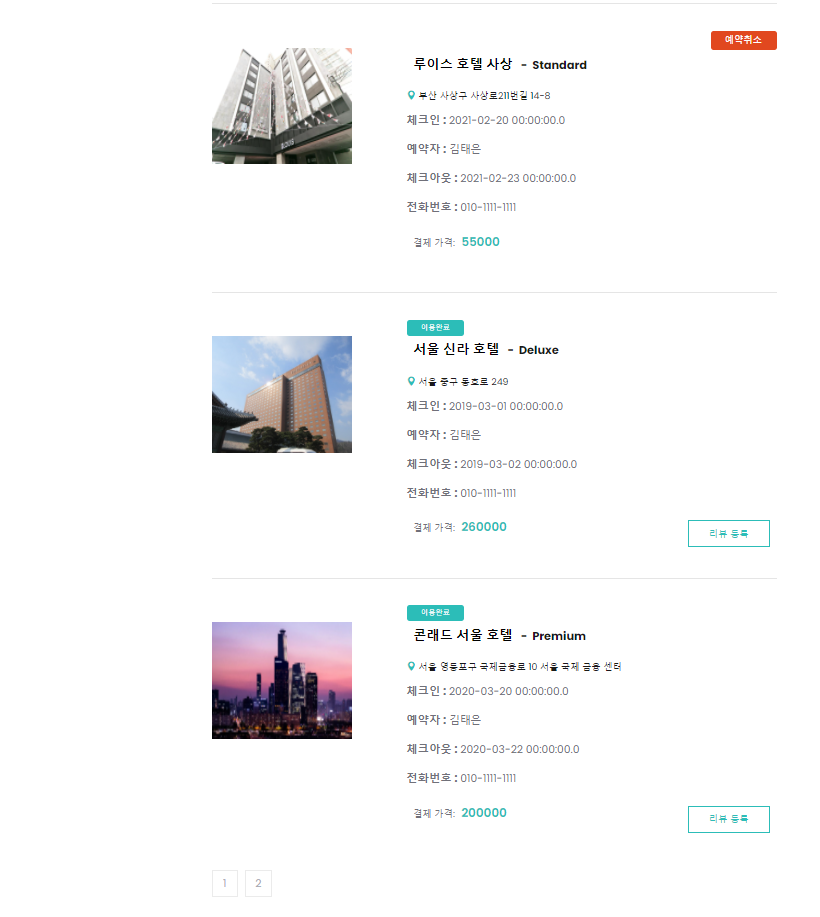 예약취소
루이스 호텔 사상 - Standard
부산 사상구 사상로211번길 14-8
체크인 : 2021-02-20 00:00:00.0
예약자 : 김태은
체크아웃 : 2021-02-23 00:00:00.0
전화번호 : 010-1111-1111
결제 가격: 55000
이용완료
서울 신라 호텔 - Deluxe
서울 중구 동호로 249
체크인 : 2019-03-01 00:00:00.0
예약자 : 김태은
체크아웃 : 2019-03-02 00:00:00.0
전화번호 : 010-1111-1111
결제 가격: 260000
리뷰 등록
이용완료
콘래드 서울 호텔 - Premium
서울 영등포구 국제금융로 10 서울 국제 금융 센터
체크인 : 2020-03-20 00:00:00.0
예약자 : 김태은
체크아웃 : 2020-03-22 00:00:00.0
전화번호 : 010-1111-1111
결제 가격: 200000
리뷰 등록
1 2